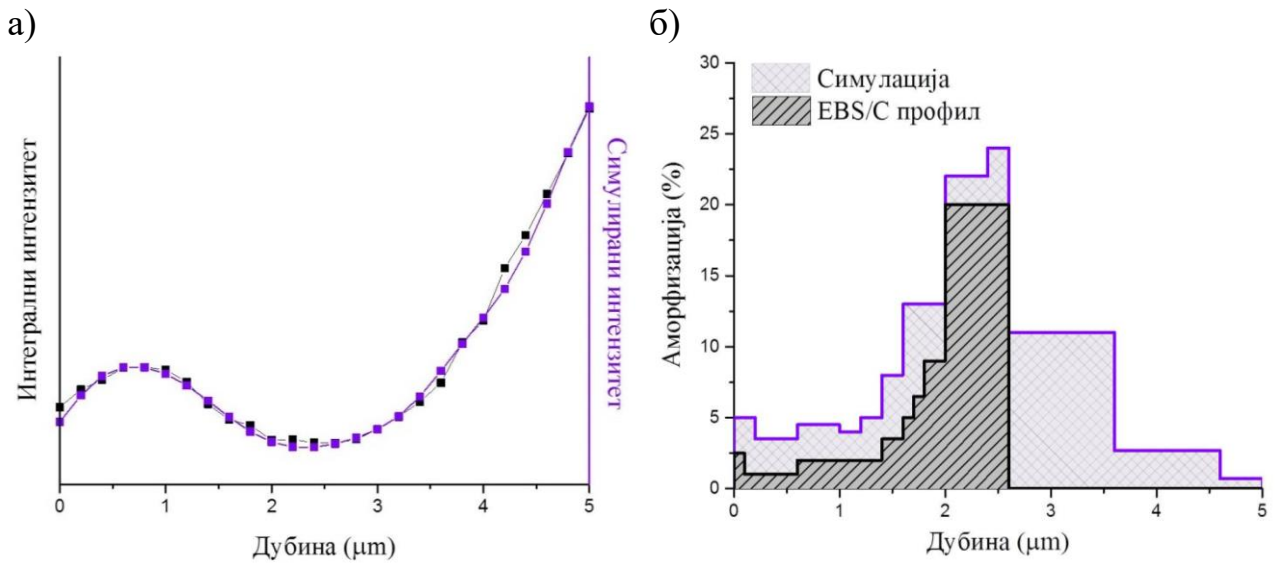 а)
Интегрални интензитет
0 1 2 3 4 5
Дубина (μm)
Симулирани интензитет
б)
Аморфизација (%)
30
25
20
15
10
5
0
Симулација
EBS/C профил
0 1 2 3 4 5
Дубина (μm)